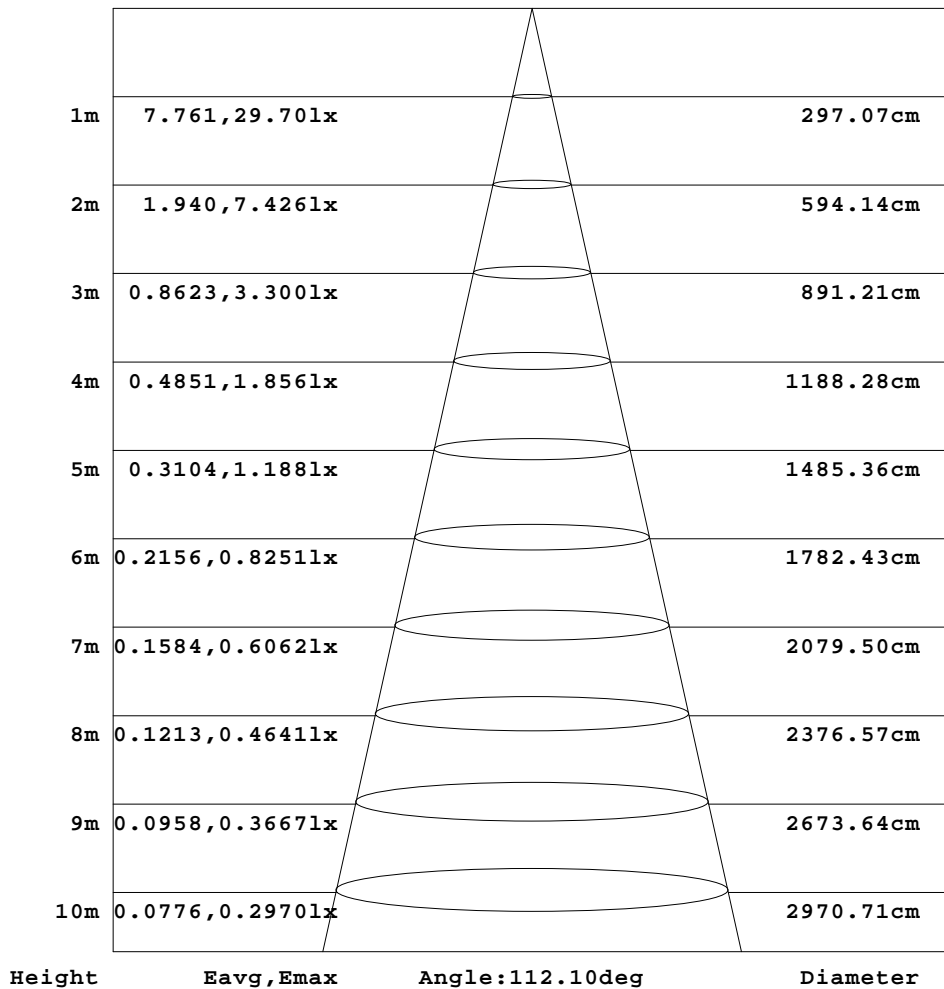 1m 7.761,29.70lx 297.07cm
2m 1.940,7.426lx 594.14cm
3m 0.8623,3.300lx 891.21cm
4m 0.4851,1.856lx 1188.28cm
5m 0.3104,1.188lx 1485.36cm
6m 0.2156,0.8251lx 1782.43cm
7m 0.1584,0.6062lx 2079.50cm
8m 0.1213,0.4641lx 2376.57cm
9m 0.0958,0.3667lx 2673.64cm
10m 0.0776,0.2970lx 2970.71cm
Height Eavg,Emax Angle:112.10deg Diameter